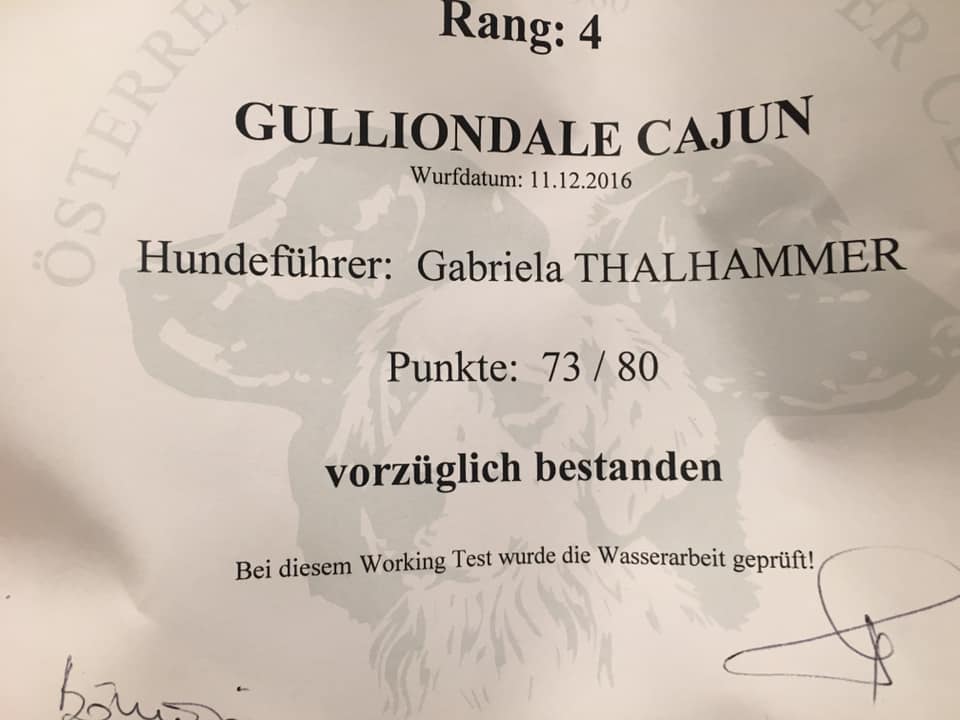 Rang: 4
GULLIONDALE CAJUN
Wurfdatum: 11.12.2016
Hundeführer: Gabriela THALHAMMER
Punkte: 73 / 80
vorzüglich bestanden
Bei diesem Working Test wurde die Wasserarbeit geprüft!